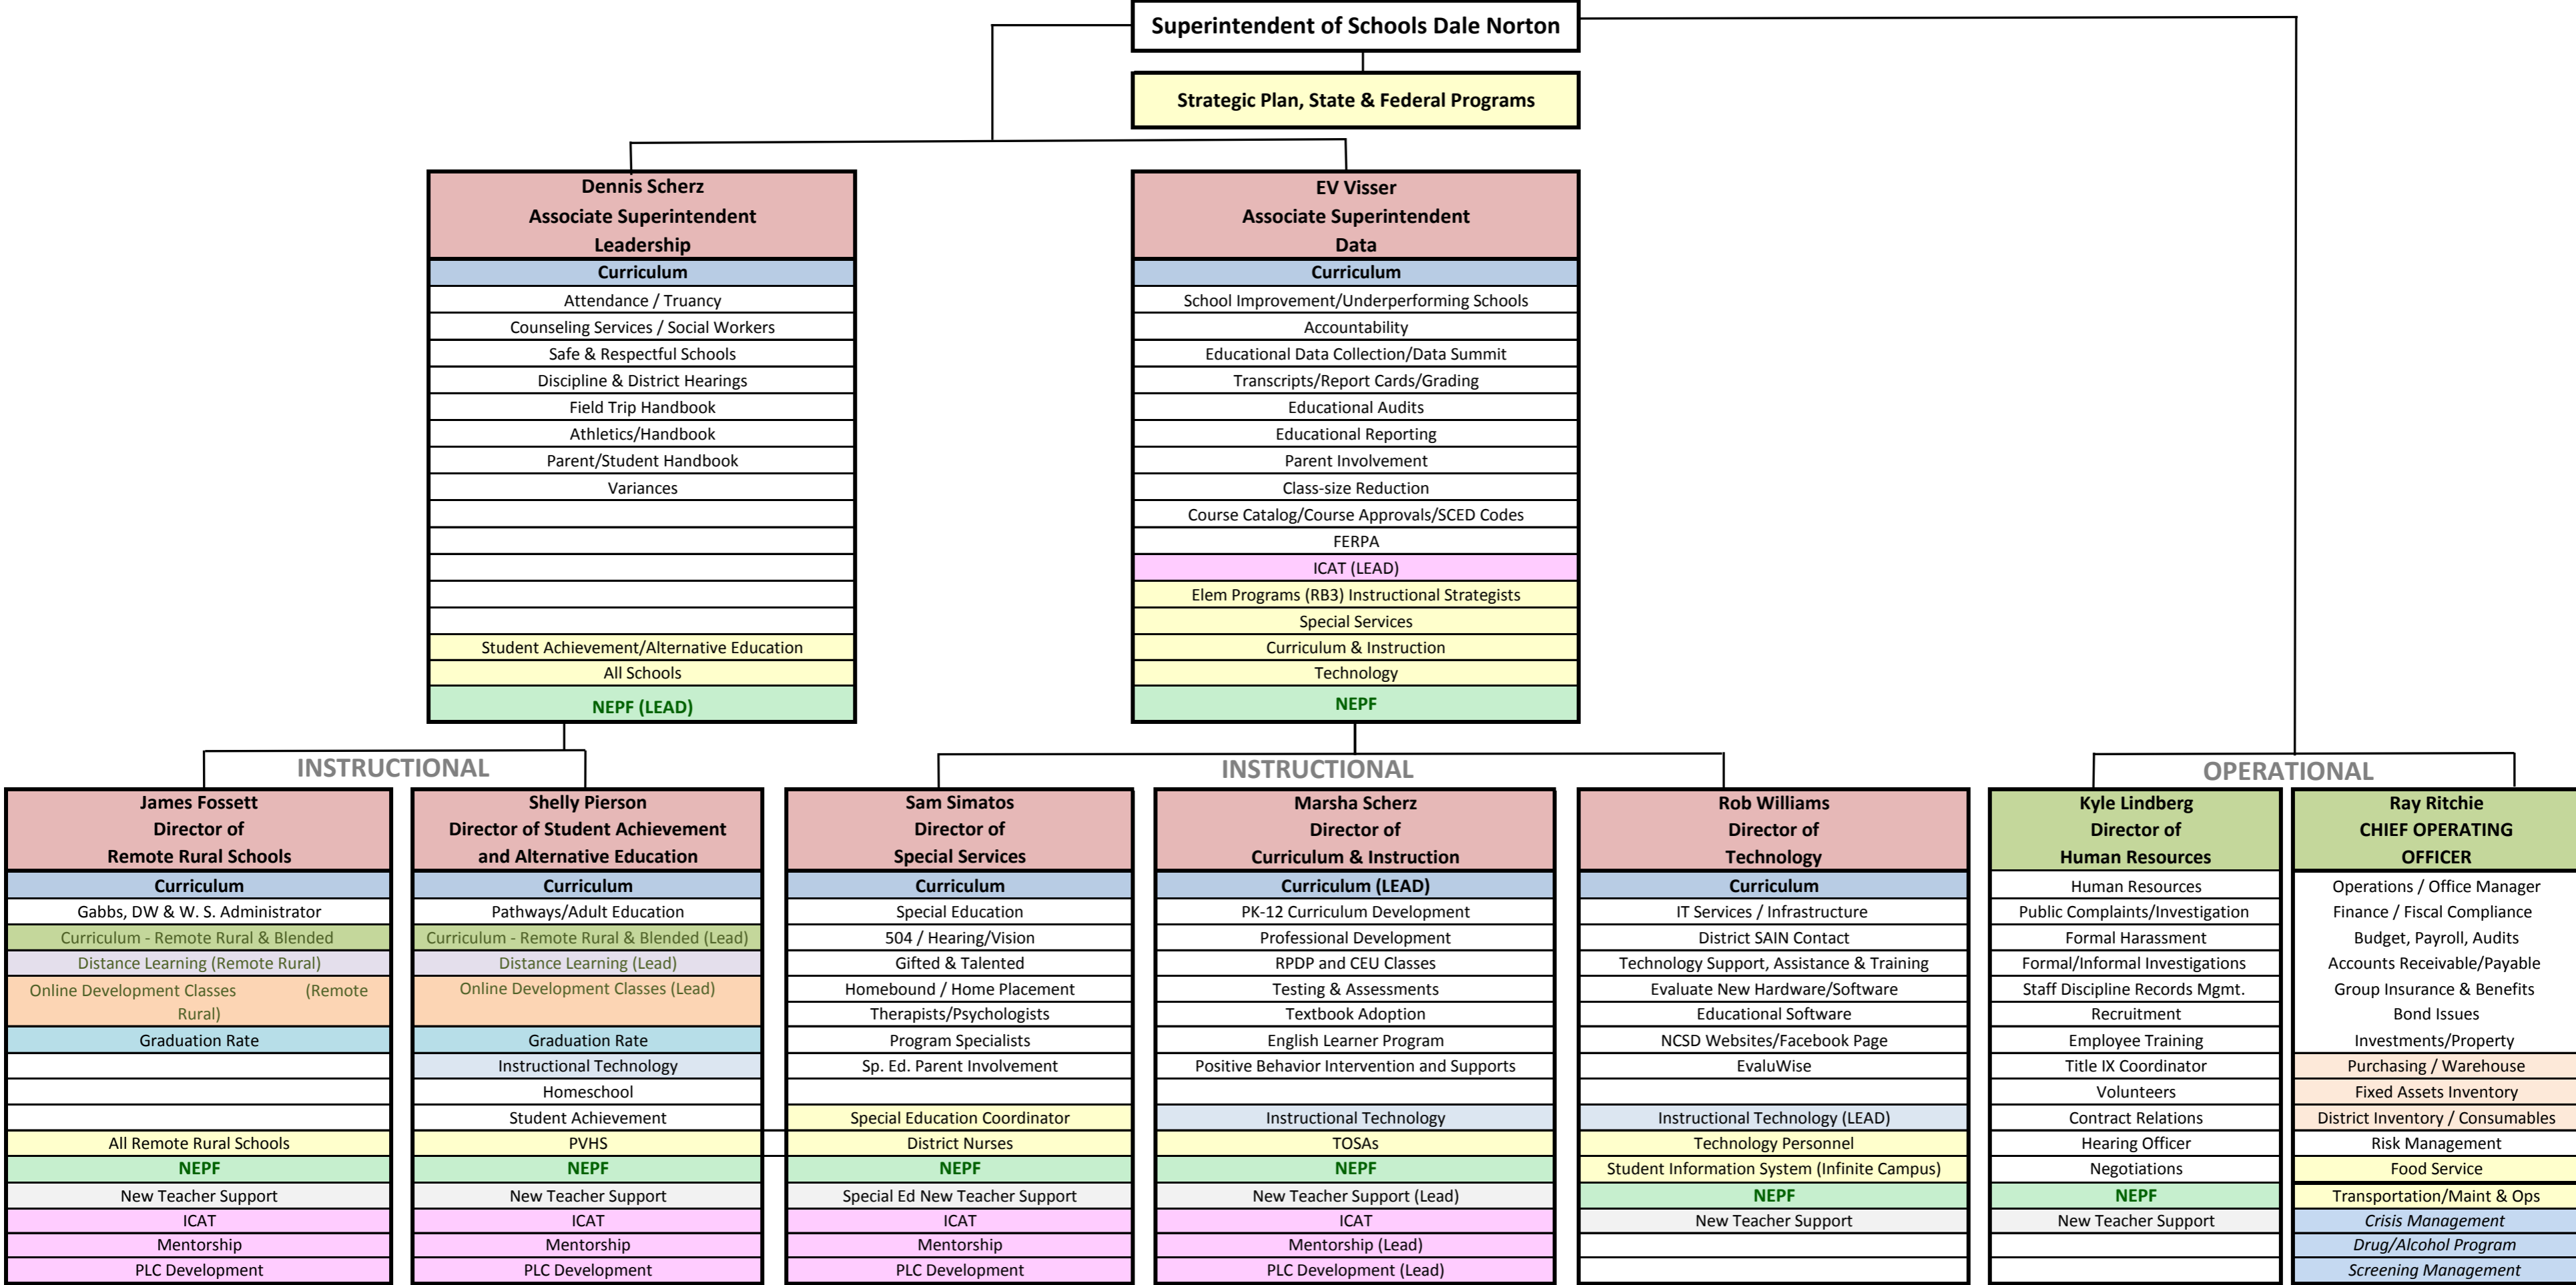 Superintendent of Schools Dale Norton
Strategic Plan, State & Federal Programs
Dennis Scherz
Associate Superintendent
Leadership
Curriculum
Attendance / Truancy
Counseling Services / Social Workers
Safe & Respectful Schools
Discipline & District Hearings
Field Trip Handbook
Athletics/Handbook
Parent/Student Handbook
Variances
Student Achievement/Alternative Education
All Schools
NEPF (LEAD)
EV Visser
Associate Superintendent
Data
Curriculum
School Improvement/Underperforming Schools
Accountability
Educational Data Collection/Data Summit
Transcripts/Report Cards/Grading
Educational Audits
Educational Reporting
Parent Involvement
Class-size Reduction
Course Catalog/Course Approvals/SCED Codes
FERPA
ICAT (LEAD)
Elem Programs (RB3) Instructional Strategists
Special Services
Curriculum & Instruction
Technology
NEPF
INSTRUCTIONAL
INSTRUCTIONAL
OPERATIONAL
James Fossett
Director of
Remote Rural Schools
Curriculum
Gabbs, DW & W. S. Administrator
Curriculum - Remote Rural & Blended
Distance Learning (Remote Rural)
Online Development Classes (Remote
Rural)
Graduation Rate
All Remote Rural Schools
NEPF
New Teacher Support
ICAT
Mentorship
PLC Development
Shelly Pierson
Director of Student Achievement
and Alternative Education
Curriculum
Pathways/Adult Education
Curriculum - Remote Rural & Blended (Lead)
Distance Learning (Lead)
Online Development Classes (Lead)
Graduation Rate
Instructional Technology
Homeschool
Student Achievement
PVHS
NEPF
New Teacher Support
ICAT
Mentorship
PLC Development
Sam Simatos
Director of
Special Services
Curriculum
Special Education
504 / Hearing/Vision
Gifted & Talented
Homebound / Home Placement
Therapists/Psychologists
Program Specialists
Sp. Ed. Parent Involvement
Special Education Coordinator
District Nurses
NEPF
Special Ed New Teacher Support
ICAT
Mentorship
PLC Development
Marsha Scherz
Director of
Curriculum & Instruction
Curriculum (LEAD)
PK-12 Curriculum Development
Professional Development
RPDP and CEU Classes
Testing & Assessments
Textbook Adoption
English Learner Program
Positive Behavior Intervention and Supports
Instructional Technology
TOSAs
NEPF
New Teacher Support (Lead)
ICAT
Mentorship (Lead)
PLC Development (Lead)
Rob Williams
Director of
Technology
Curriculum
IT Services / Infrastructure
District SAIN Contact
Technology Support, Assistance & Training
Evaluate New Hardware/Software
Educational Software
NCSD Websites/Facebook Page
EvaluWise
Instructional Technology (LEAD)
Technology Personnel
Student Information System (Infinite Campus)
NEPF
New Teacher Support
Kyle Lindberg
Director of
Human Resources
Human Resources
Public Complaints/Investigation
Formal Harassment
Formal/Informal Investigations
Staff Discipline Records Mgmt.
Recruitment
Employee Training
Title IX Coordinator
Volunteers
Contract Relations
Hearing Officer
Negotiations
NEPF
New Teacher Support
Ray Ritchie
CHIEF OPERATING
OFFICER
Operations / Office Manager
Finance / Fiscal Compliance
Budget, Payroll, Audits
Accounts Receivable/Payable
Group Insurance & Benefits
Bond Issues
Investments/Property
Purchasing / Warehouse
Fixed Assets Inventory
District Inventory / Consumables
Risk Management
Food Service
Transportation/Maint & Ops
Crisis Management
Drug/Alcohol Program
Screening Management